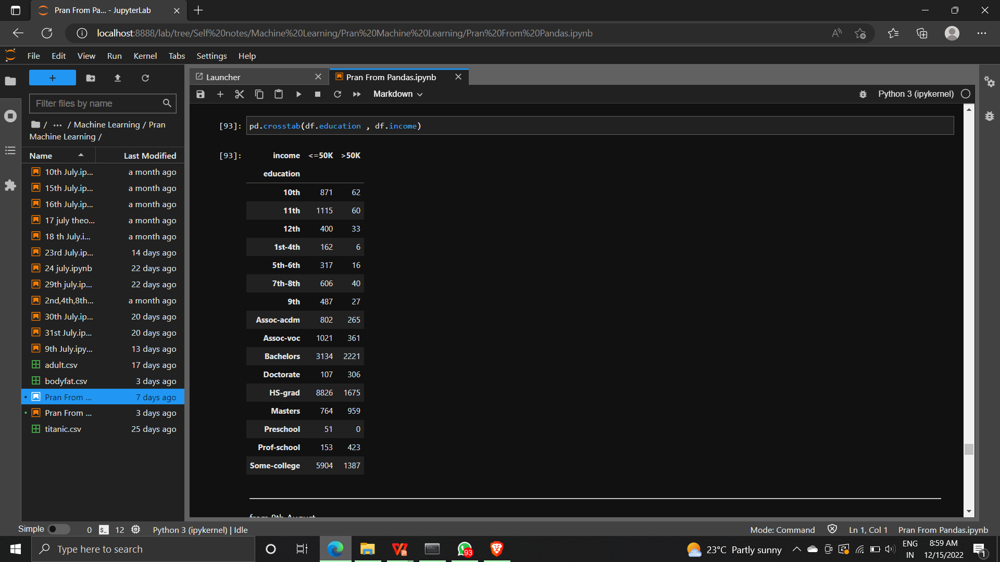 Pran From Pa... - JupyterLab
localhost:8888/lab/tree/Self%20notes/Machine%20Learning/Pran%20Machine%20Learning/Pran%20From%20Pandas.ipynb
File Edit View Run Kernel Tabs Settings Help
Filter files by name
/ ... / Machine Learning / Pran
Machine Learning /
Name Last Modified
10th July.ip... a month ago
15th July.ip... a month ago
16th July.ip... a month ago
17 july theo... a month ago
18 th July.i... a month ago
23rd July.ip... 14 days ago
24 july.ipynb 22 days ago
29th july.ip... 22 days ago
2nd,4th,8th... a month ago
30th July.ip... 20 days ago
31st July.ip... 20 days ago
9th July.ipy... 13 days ago
adult.csv 17 days ago
bodyfat.csv 3 days ago
Pran From ... 7 days ago
Pran From ... 3 days ago
titanic.csv 25 days ago
Launcher
Pran From Pandas.ipynb
Markdown
Python 3 (ipykernel)
[93]: pd.crosstab(df.education , df.income)
[93]: income <=50K >50K
education
10th 871 62
11th 1115 60
12th 400 33
1st-4th 162 6
5th-6th 317 16
7th-8th 606 40
9th 487 27
Assoc-acdm 802 265
Assoc-voc 1021 361
Bachelors 3134 2221
Doctorate 107 306
HS-grad 8826 1675
Masters 764 959
Preschool 51 0
Prof-school 153 423
Some-college 5904 1387
Simple 0 12 Python 3 (ipykernel) | Idle
Mode: Command Ln 1, Col 1 Pran From Pandas.ipynb
Type here to search
93
23°C Partly sunny
ENG
IN
8:59 AM
12/15/2022
1